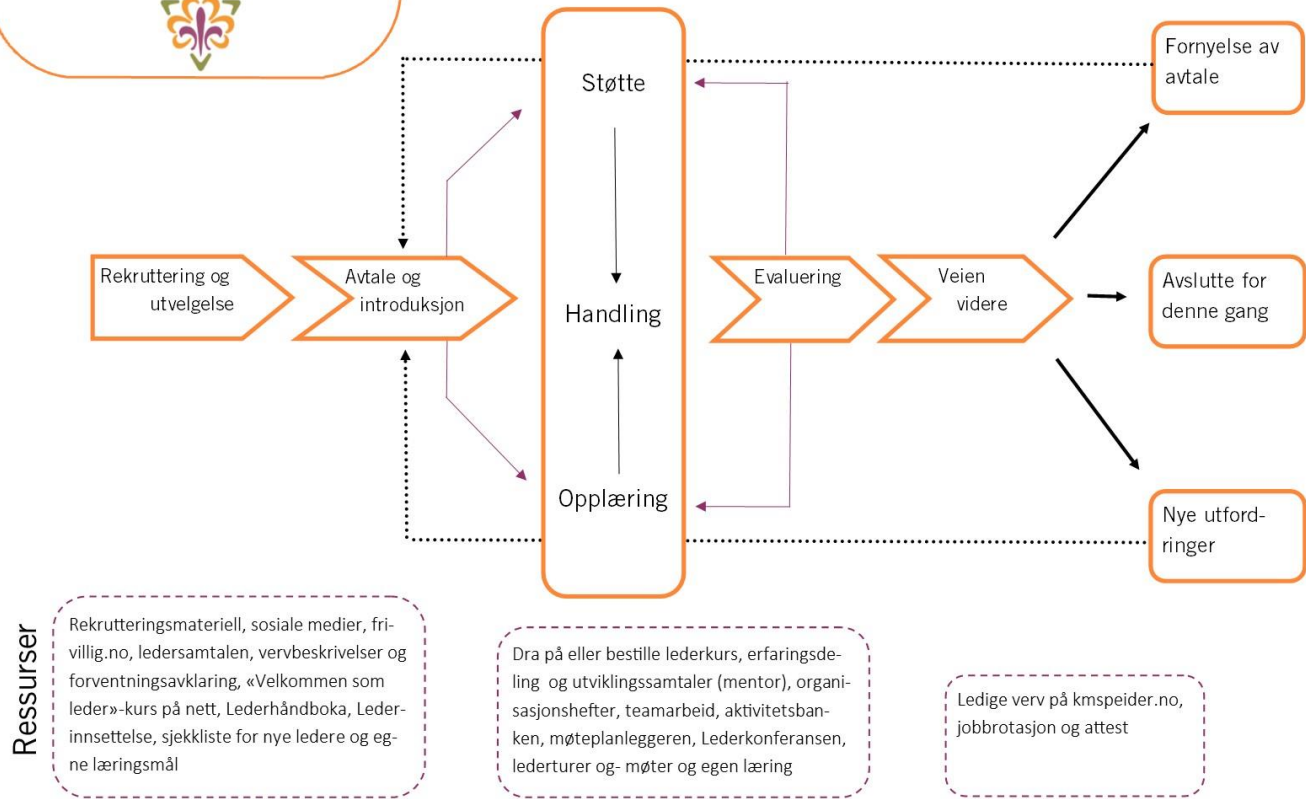 Støtte
Fornyelse av
avtale
Rekruttering og
utvelgelse
Avtale og
introduksjon
Handling
Evaluering
Veien
videre
Avslutte for
denne gang
Opplæring
Nye utford-
ringer
Ressurser
Rekrutteringsmateriell, sosiale medier, fri-
villig.no, ledersamtalen, vervbeskrivelser og
forventningsavklaring, «Velkommen som
leder»-kurs på nett, Lederhåndboka, Leder-
innsettelse, sjekkliste for nye ledere og eg-
ne læringsmål
Dra på eller bestille lederkurs, erfaringsde-
ling og utviklingssamtaler (mentor), organi-
sasjonshefter, teamarbeid, aktivitetsban-
ken, møteplanleggeren, Lederkonferansen,
lederturer og- møter og egen læring
Ledige verv på kmspeider.no,
jobbrotasjon og attest